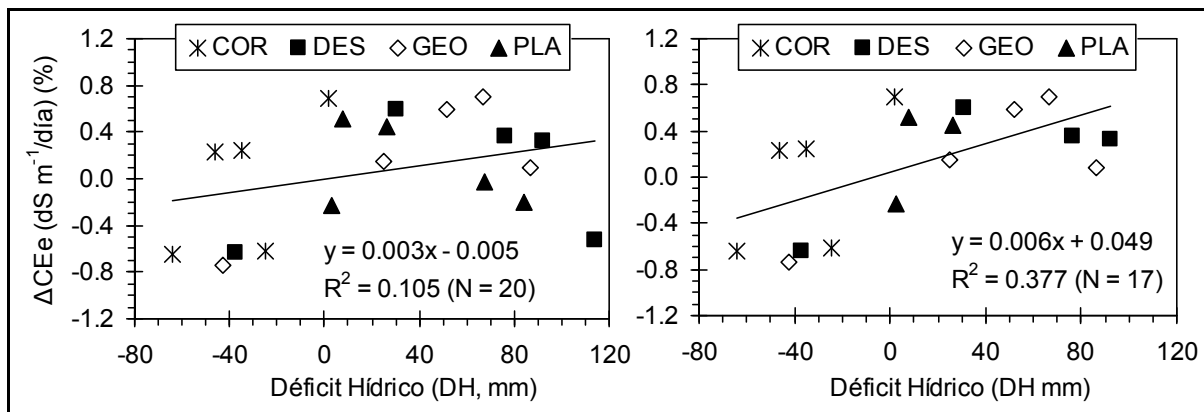 COR DES GEO PLA
ΔCEe (dS m⁻¹/día) (%)
1.2
0.8
0.4
0.0
-0.4
-0.8
-1.2
y = 0.003x - 0.005
R² = 0.105 (N = 20)
-80 -40 0 40 80 120
Déficit Hídrico (DH, mm)
COR DES GEO PLA
1.2
0.8
0.4
0.0
-0.4
-0.8
-1.2
y = 0.006x + 0.049
R² = 0.377 (N = 17)
-80 -40 0 40 80 120
Déficit Hídrico (DH mm)